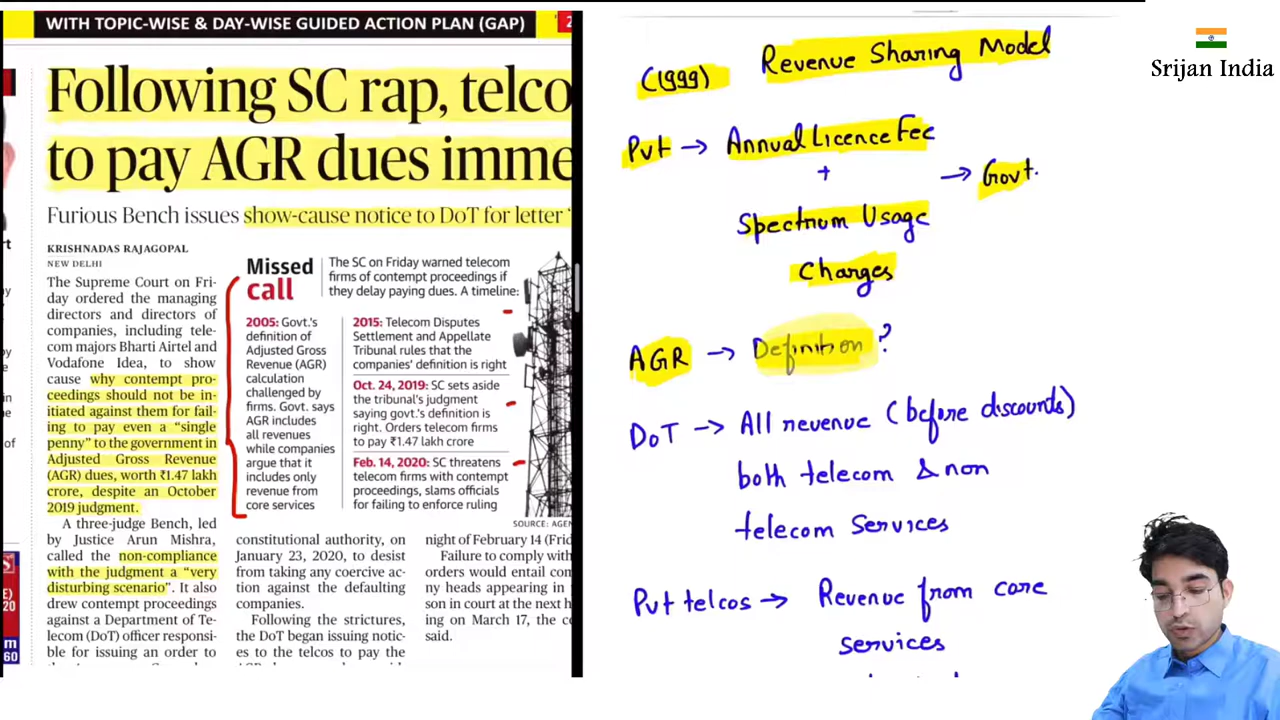 WITH TOPIC-WISE & DAY-WISE GUIDED ACTION PLAN (GAP)
Following SC rap, telco
to pay AGR dues imme
Furious Bench issues show-cause notice to DoT for letter '
KRISHNADAS RAJAGOPAL
NEW DELHI
The Supreme Court on Fri-
day ordered the managing
directors and directors of
companies, including tele-
com majors Bharti Airtel and
Vodafone Idea, to show
cause why contempt pro-
ceedings should not be in-
itiated against them for fail-
ing to pay even a "single
penny" to the government in
Adjusted Gross Revenue
(AGR) dues, worth ₹1.47 lakh
crore, despite an October
2019 judgment.
A three-judge Bench, led
by Justice Arun Mishra,
called the non-compliance
with the judgment a "very
disturbing scenario". It also
drew contempt proceedings
against a Department of Te-
lecom (DoT) officer responsi-
ble for issuing an order to
Missed
call
The SC on Friday warned telecom
firms of contempt proceedings if
they delay paying dues. A timeline:
2005: Govt.'s
definition of
Adjusted Gross
Revenue (AGR)
calculation
challenged by
firms. Govt. says
AGR includes
all revenues
while companies
argue that it
includes only
revenue from
core services
2015: Telecom Disputes
Settlement and Appellate
Tribunal rules that the
companies' definition is right
Oct. 24, 2019: SC sets aside
the tribunal's judgment
saying govt.'s definition is
right. Orders telecom firms
to pay ₹1.47 lakh crore
Feb. 14, 2020: SC threatens
telecom firms with contempt
proceedings, slams officials
for failing to enforce ruling
SOURCE: AGEN
constitutional authority, on
January 23, 2020, to desist
from taking any coercive ac-
tion against the defaulting
companies.
Following the strictures,
the DoT began issuing notic-
es to the telcos to pay the
night of February 14 (Frid
Failure to comply with
orders would entail com
ny heads appearing in
son in court at the next h
ing on March 17, the co
said.
(1999) Revenue Sharing Model
Pvt → Annual Licence Fee
+
→ Govt.
Spectrum Usage
Charges
AGR → Definition ?
DoT → All revenue (before discounts)
both telecom & non
telecom services
Pvt telcos → Revenue from core
services
Srijan India